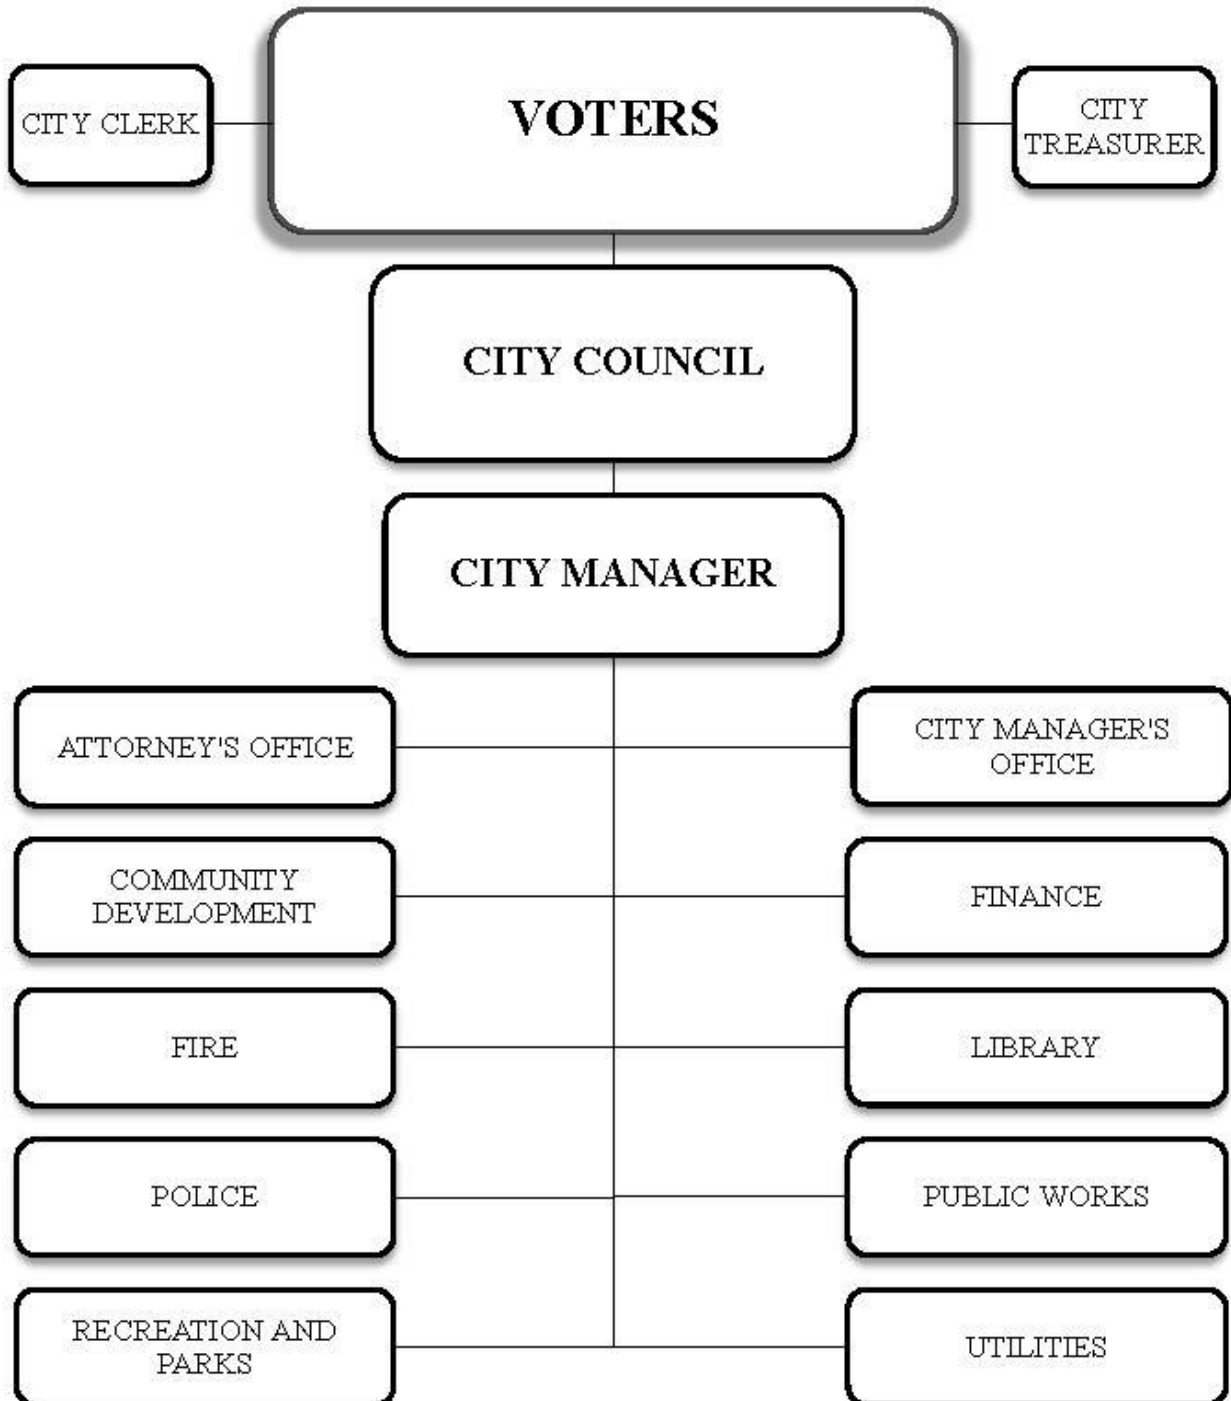 VOTERS
CITY CLERK
CITY
TREASURER
CITY COUNCIL
CITY MANAGER
ATTORNEY'S OFFICE
CITY MANAGER'S
OFFICE
COMMUNITY
DEVELOPMENT
FINANCE
FIRE
LIBRARY
POLICE
PUBLIC WORKS
RECREATION AND
PARKS
UTILITIES